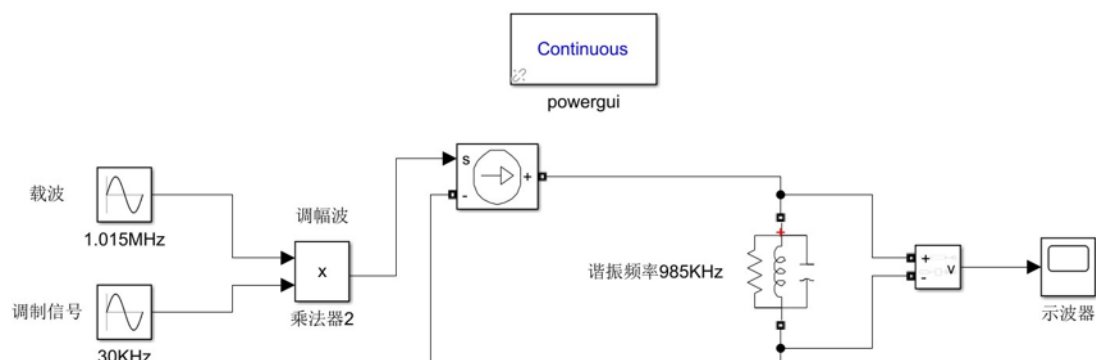 Continuous
powergui
载波
1.015MHz
调幅波
s
+
-
x
乘法器2
调制信号
30KHz
+
谐振频率985KHz
+
-
v
示波器